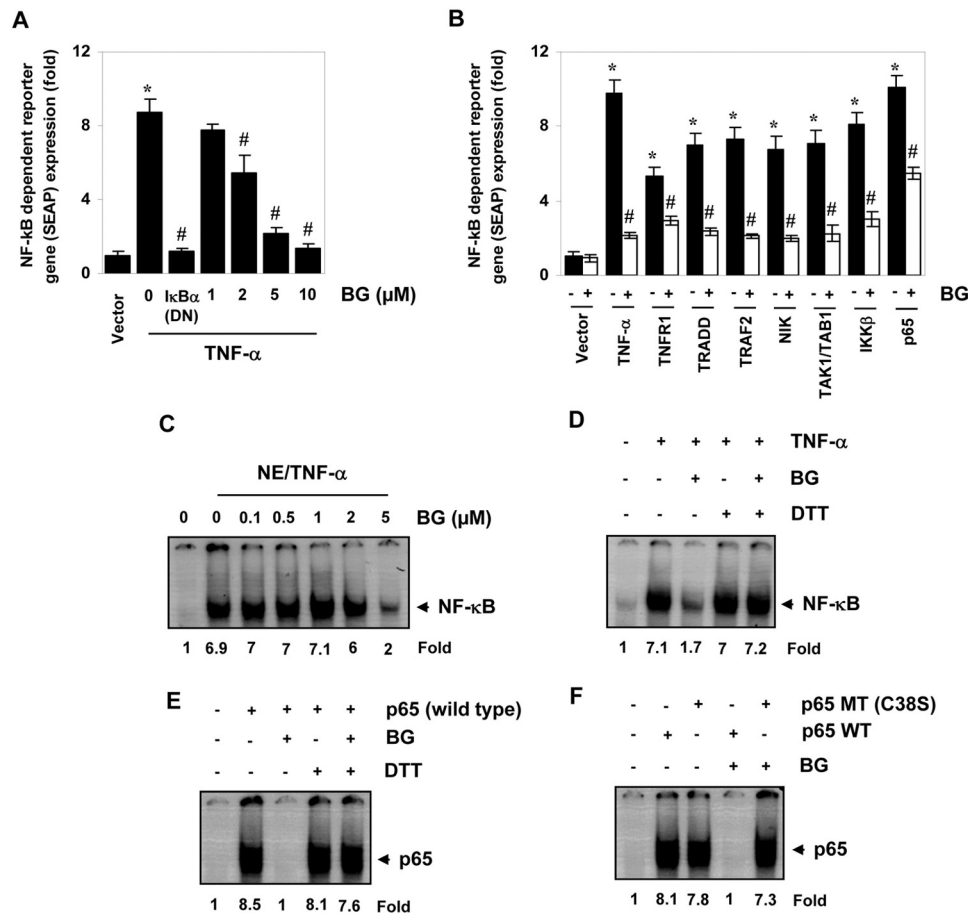 A
NF-kB dependent reporter
gene (SEAP) expression (fold)
12
8
4
0
*
#
#
#
#
Vector
0
IκBα
(DN)
1
2
5
10
BG (µM)
TNF-α
B
NF-kB dependent reporter
gene (SEAP) expression (fold)
12
8
4
0
* * * * * * * *
# # # # # # # #
- + - + - + - + - + - + - + - + - +
BG
Vector
TNF-α
TNFR1
TRADD
TRAF2
NIK
TAK1/TAB1
IKKβ
p65
C
NE/TNF-α
0 0 0.1 0.5 1 2 5 BG (µM)
NF-κB
1 6.9 7 7 7.1 6 2 Fold
D
- + + + + TNF-α
- - + - + BG
- - - + + DTT
NF-κB
1 7.1 1.7 7 7.2 Fold
E
- + + + + p65 (wild type)
- - + - + BG
- - - + + DTT
p65
1 8.5 1 8.1 7.6 Fold
F
- - + - + p65 MT (C38S)
- + - + - p65 WT
- - - + + BG
p65
1 8.1 7.8 1 7.3 Fold